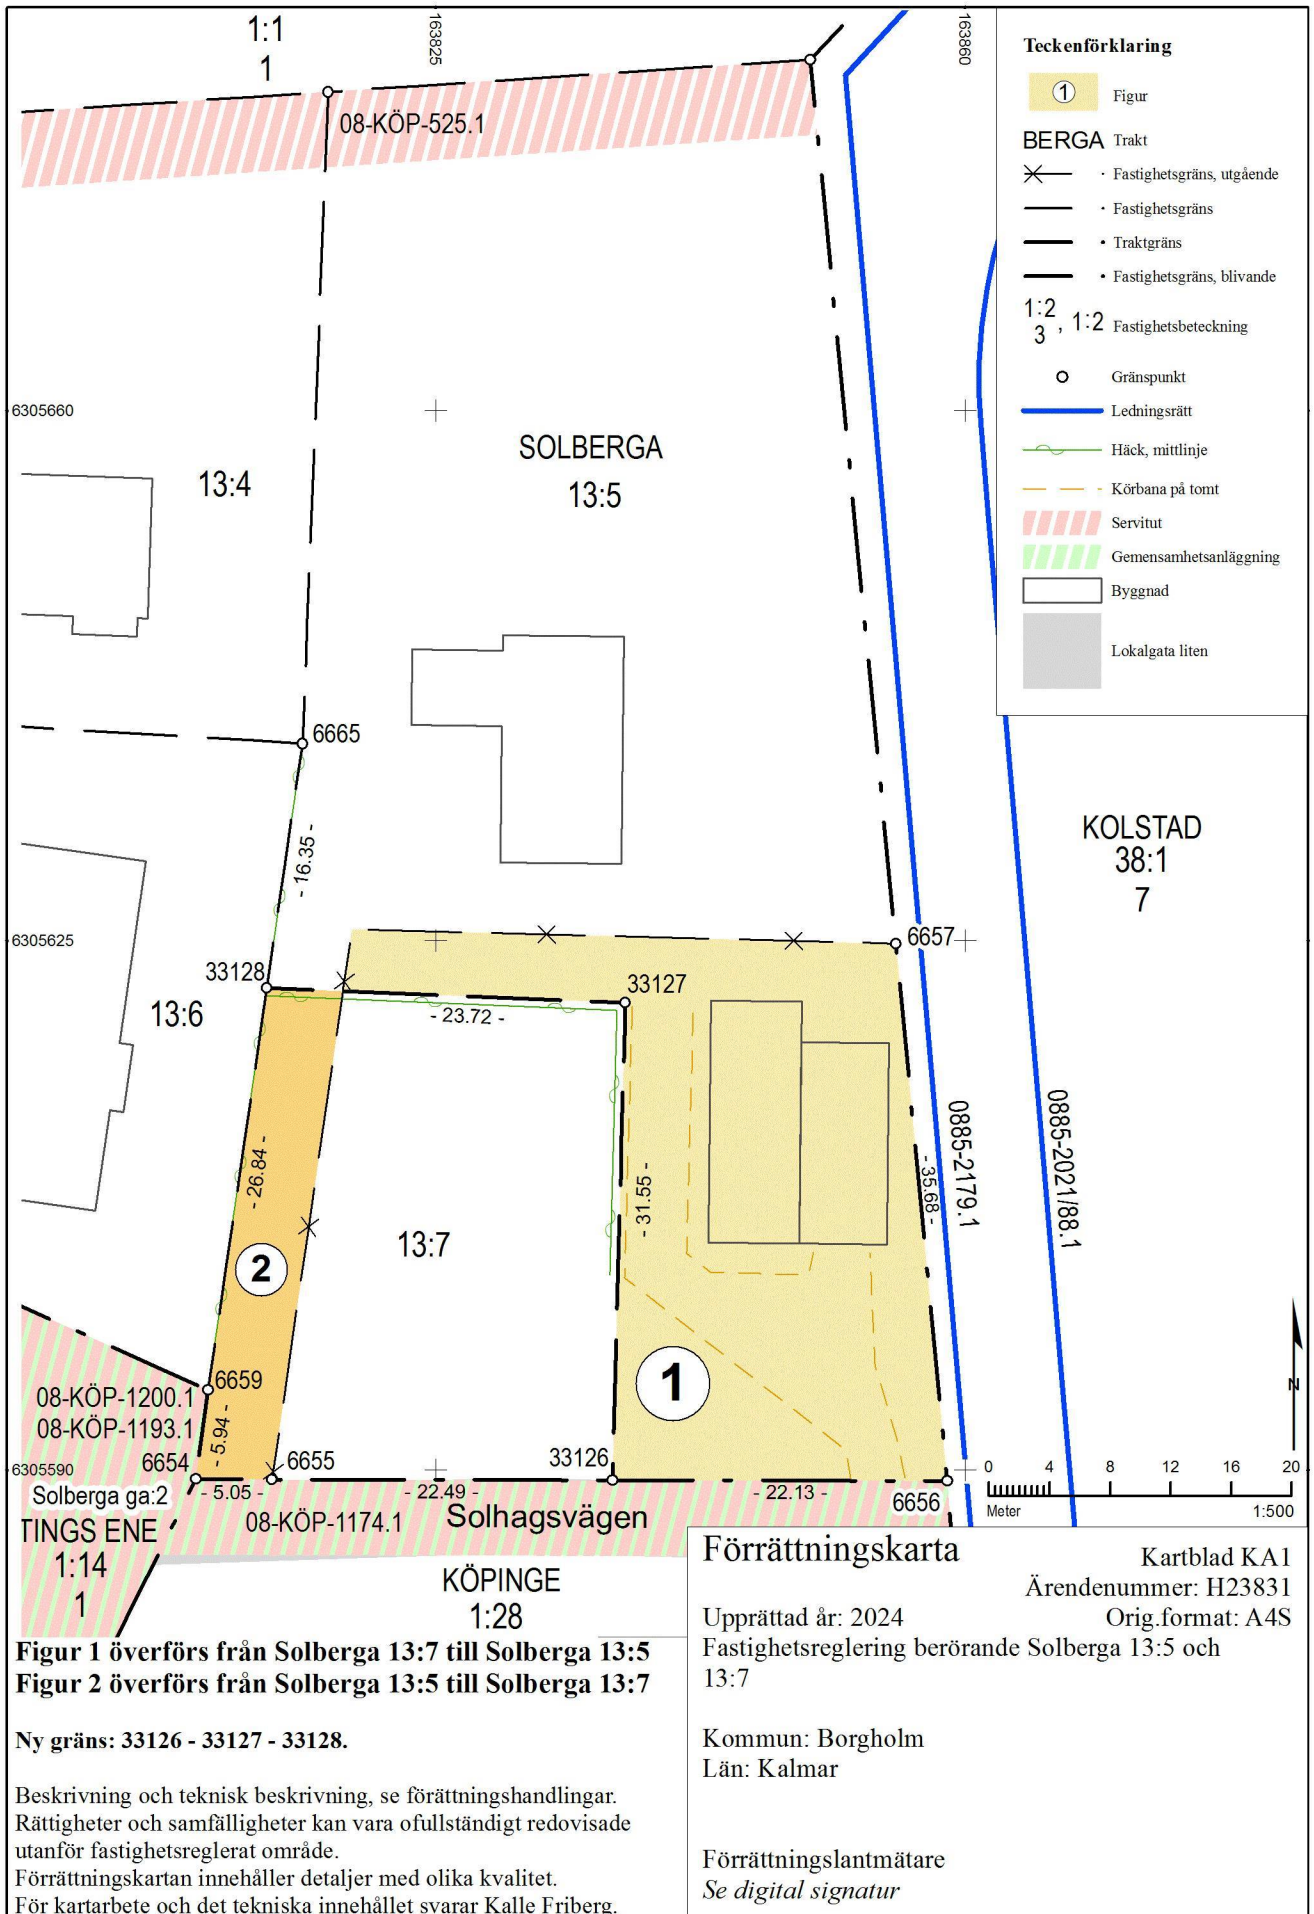 1:1
1
163825
163860
08-KÖP-525.1
Teckenförklaring
1 Figur
BERGA Trakt
Fastighetsgräns, utgående
Fastighetsgräns
Traktgräns
Fastighetsgräns, blivande
1:2
3 , 1:2 Fastighetsbeteckning
Gränspunkt
Ledningsrätt
Häck, mittlinje
Körbana på tomt
Servitut
Gemensamhetsanläggning
Byggnad
Lokalgata liten
6305660
SOLBERGA
13:5
13:4
6665
- 16.35 -
KOLSTAD
38:1
7
6305625
6657
33128
33127
- 23.72 -
13:6
0885-2179.1
0885-2021/88.1
- 26.84 -
- 31.55 -
- 35.68 -
13:7
2
1
6659
08-KÖP-1200.1
08-KÖP-1193.1
- 5.94 -
6654
6655
33126
6305590
6656
Solberga ga:2
- 5.05 -
- 22.49 -
- 22.13 -
0 4 8 12 16 20
Meter 1:500
N
08-KÖP-1174.1
Solhagsvägen
TINGS ENE
1:14
1
KÖPINGE
1:28
Figur 1 överförs från Solberga 13:7 till Solberga 13:5
Figur 2 överförs från Solberga 13:5 till Solberga 13:7
Ny gräns: 33126 - 33127 - 33128.
Beskrivning och teknisk beskrivning, se förättningshandlingar.
Rättigheter och samfälligheter kan vara ofullständigt redovisade
utanför fastighetsreglerat område.
Förrättningskartan innehåller detaljer med olika kvalitet.
För kartarbete och det tekniska innehållet svarar Kalle Friberg.
Förrättningskarta
Kartblad KA1
Ärendenummer: H23831
Upprättad år: 2024 Orig.format: A4S
Fastighetsreglering berörande Solberga 13:5 och
13:7
Kommun: Borgholm
Län: Kalmar
Förrättningslantmätare
Se digital signatur